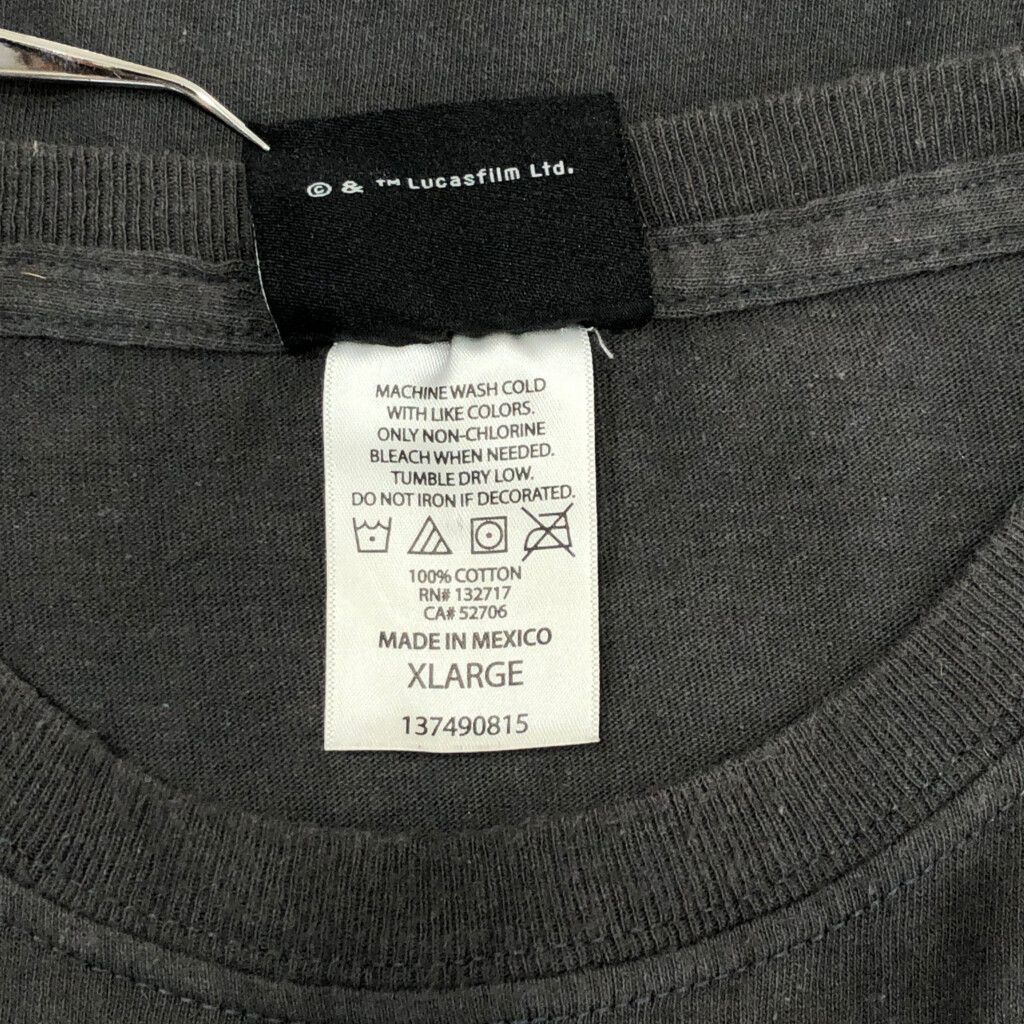 © & ™ Lucasfilm Ltd.
MACHINE WASH COLD
WITH LIKE COLORS.
ONLY NON-CHLORINE
BLEACH WHEN NEEDED.
TUMBLE DRY LOW.
DO NOT IRON IF DECORATED.
100% COTTON
RN# 132717
CA# 52706
MADE IN MEXICO
XLARGE
137490815